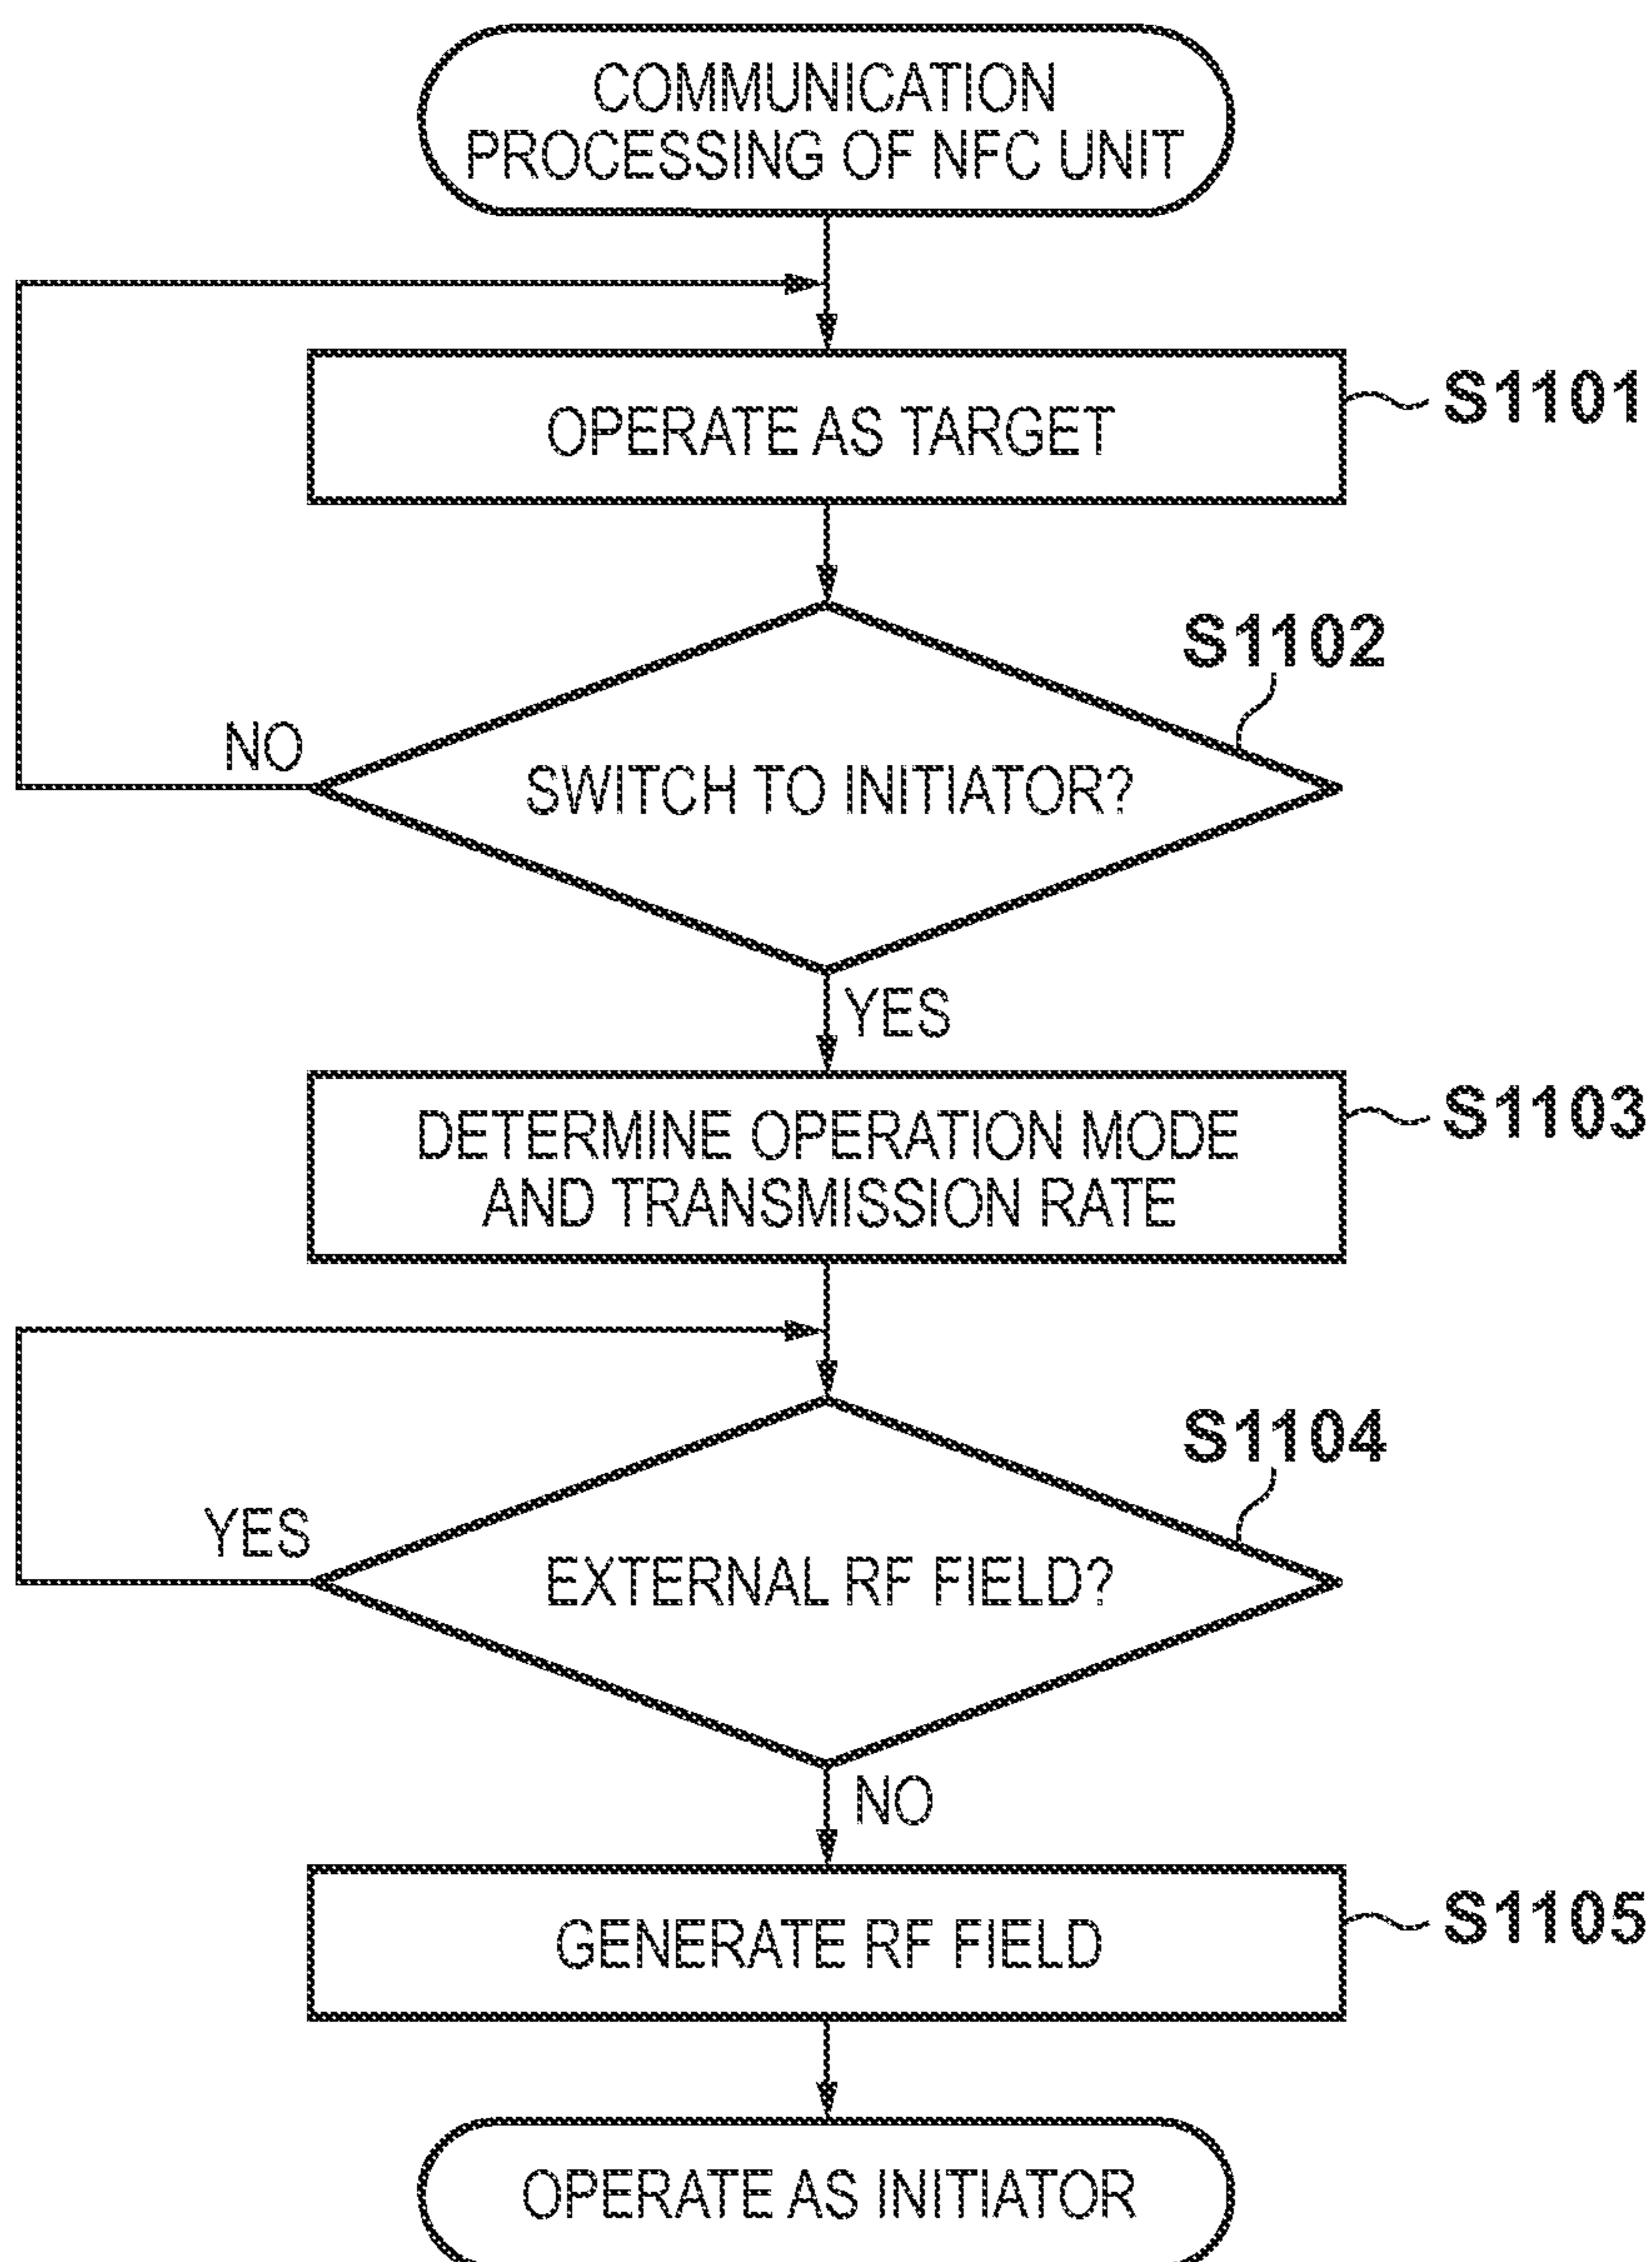 COMMUNICATION
PROCESSING OF NFC UNIT
OPERATE AS TARGET
S1101
S1102
NO
SWITCH TO INITIATOR?
YES
DETERMINE OPERATION MODE
AND TRANSMISSION RATE
S1103
S1104
YES
EXTERNAL RF FIELD?
NO
GENERATE RF FIELD
S1105
OPERATE AS INITIATOR